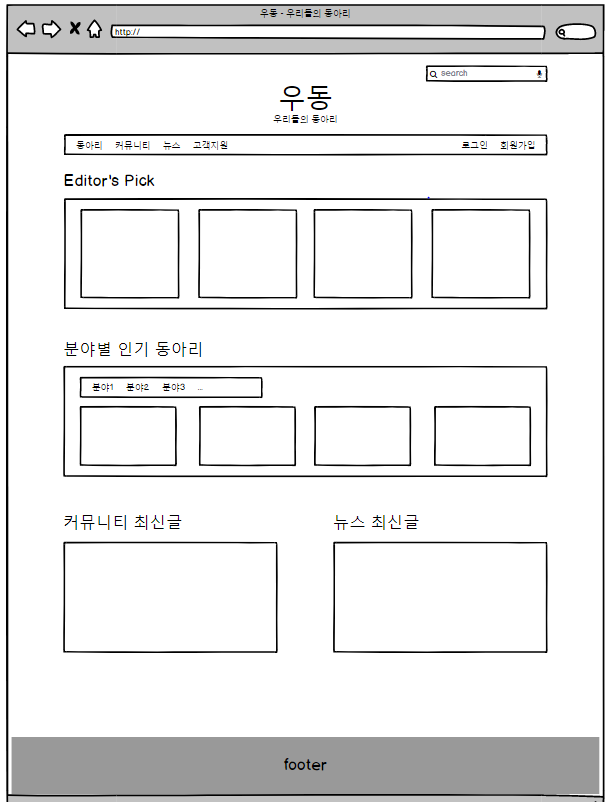 우동 - 우리들의 동아리
http://
search
우동
우리들의 동아리
동아리 커뮤니티 뉴스 고객지원 로그인 회원가입
Editor's Pick
분야별 인기 동아리
분야1 분야2 분야3 ...
커뮤니티 최신글 뉴스 최신글
footer